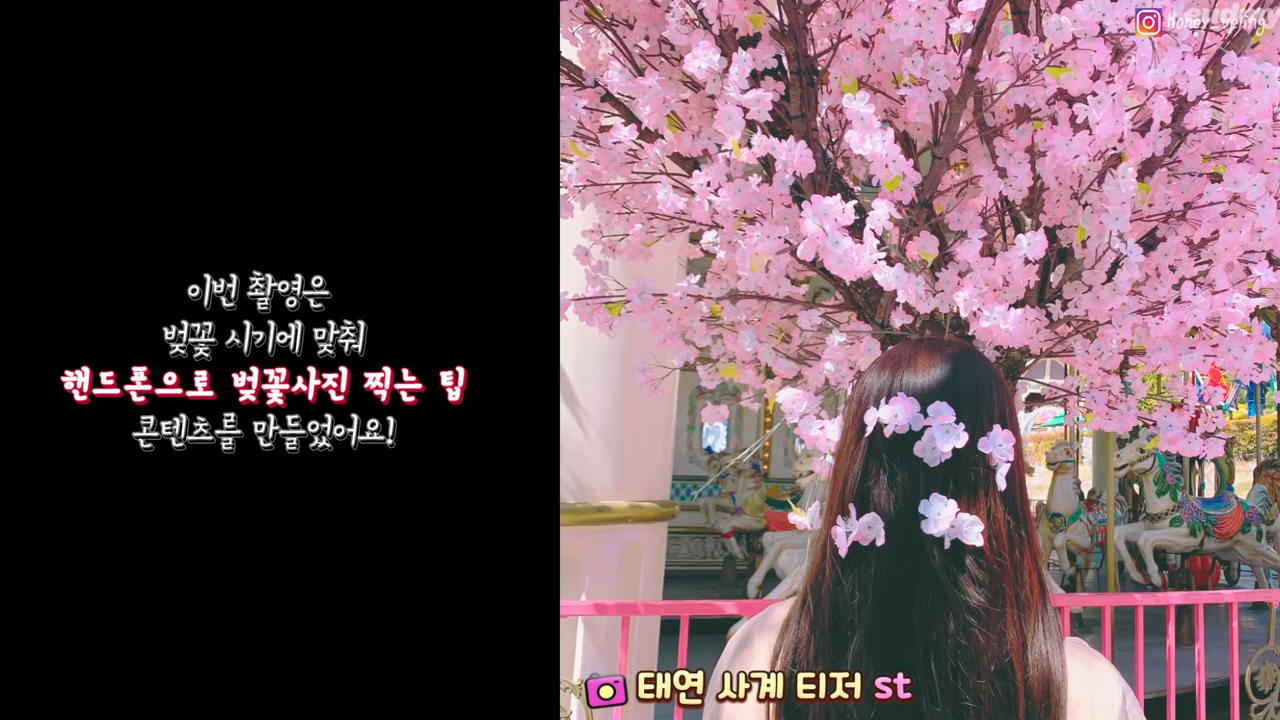 이번 촬영은
벚꽃 시기에 맞춰
핸드폰으로 벚꽃사진 찍는 팁
콘텐츠를 만들었어요!
태연 사계 티저 st